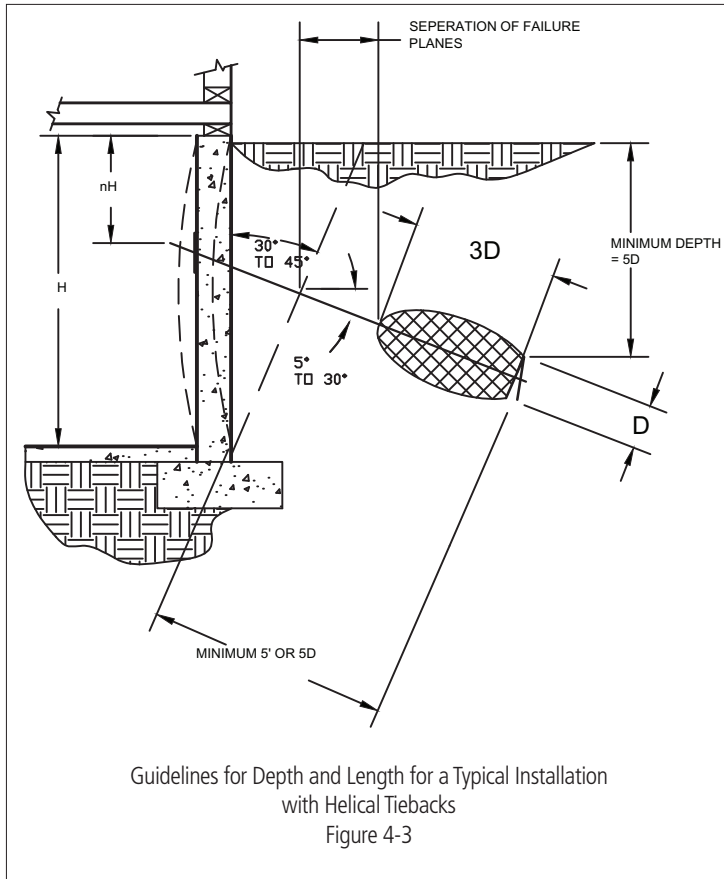 SEPERATION OF FAILURE
PLANES
nH
H
30°
TO 45°
5°
TO 30°
3D
MINIMUM DEPTH
= 5D
D
MINIMUM 5' OR 5D
Guidelines for Depth and Length for a Typical Installation
with Helical Tiebacks
Figure 4-3